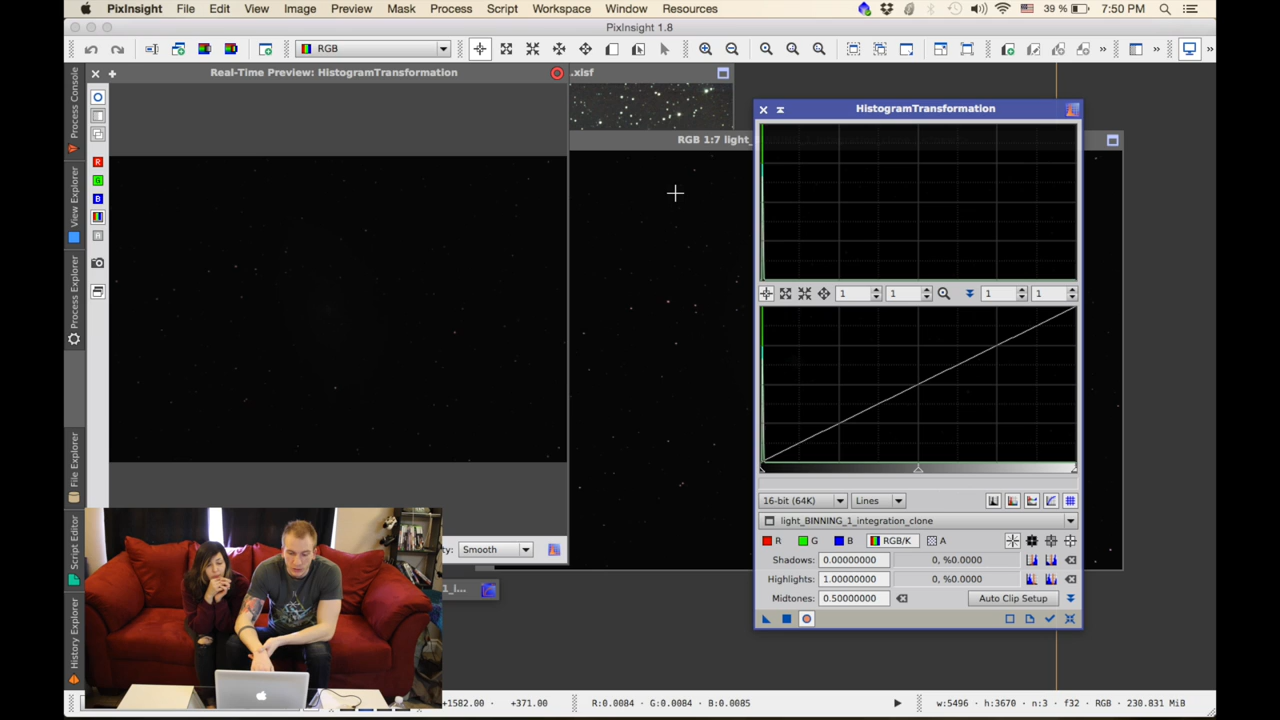 PixInsight File Edit View Image Preview Mask Process Script Workspace Window Resources 39 % 7:50 PM
PixInsight 1.8
RGB
Real-Time Preview: HistogramTransformation
.xisf
HistogramTransformation
RGB 1:7 light_
Process Console
View Explorer
Process Explorer
File Explorer
Script Editor
History Explorer
R
G
B
A
1 1 1 1
16-bit (64K) Lines
light_BINNING_1_integration_clone
R G B RGB/K A
Shadows: 0.00000000 0, %0.0000
Highlights: 1.00000000 0, %0.0000
Midtones: 0.50000000 Auto Clip Setup
ty: Smooth
1_i...
+1582.00 +371.00 R:0.0084 · G:0.0084 · B:0.0085 w:5496 · h:3670 · n:3 · f32 · RGB · 230.831 MiB